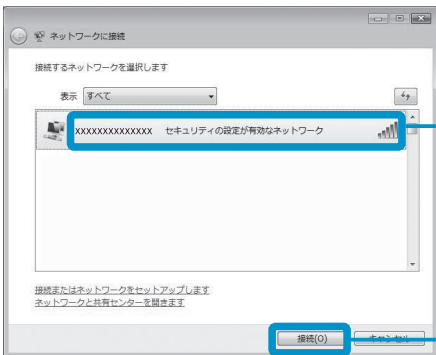 ネットワークに接続
接続するネットワークを選択します
表示 すべて
xxxxxxxxxxxxxx セキュリティの設定が有効なネットワーク
接続またはネットワークをセットアップします
ネットワークと共有センターを開きます
接続(O) キャンセル